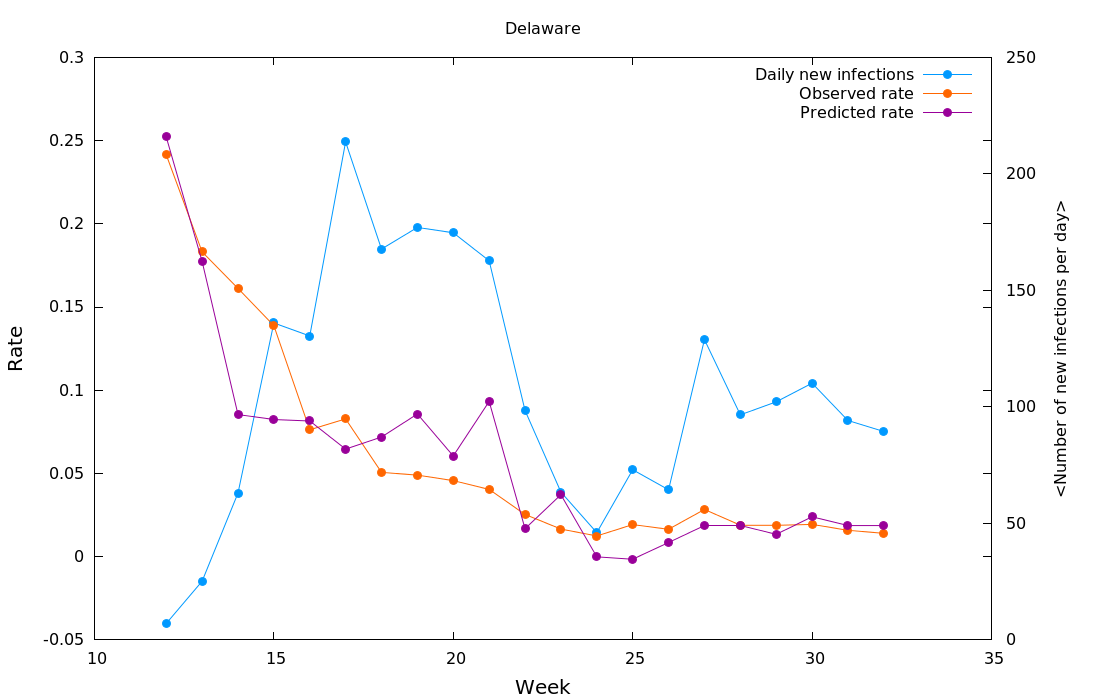 Delaware
0.3
0.25
0.2
0.15
0.1
0.05
0
-0.05
Rate
250
200
150
100
50
0
<Number of new infections per day>
Daily new infections
Observed rate
Predicted rate
10 15 20 25 30 35
Week